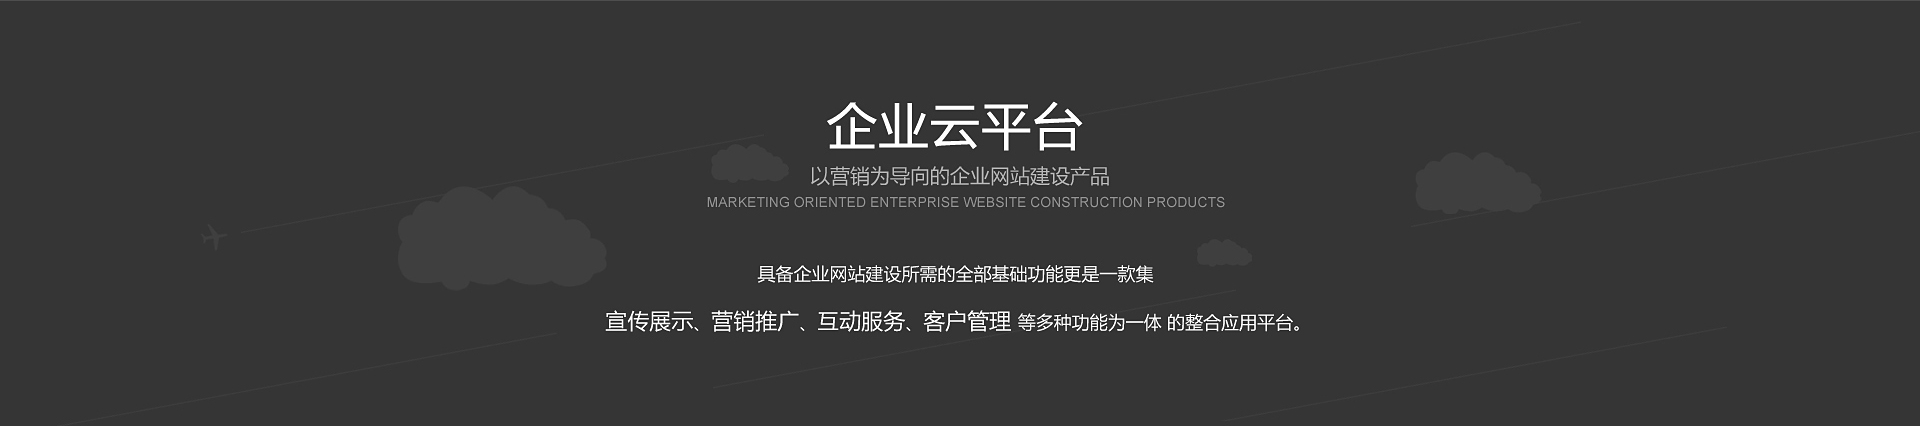 企业云平台
以营销为导向的企业网站建设产品
MARKETING ORIENTED ENTERPRISE WEBSITE CONSTRUCTION PRODUCTS
具备企业网站建设所需的全部基础功能更是一款集
宣传展示、营销推广、互动服务、客户管理 等多种功能为一体 的整合应用平台。